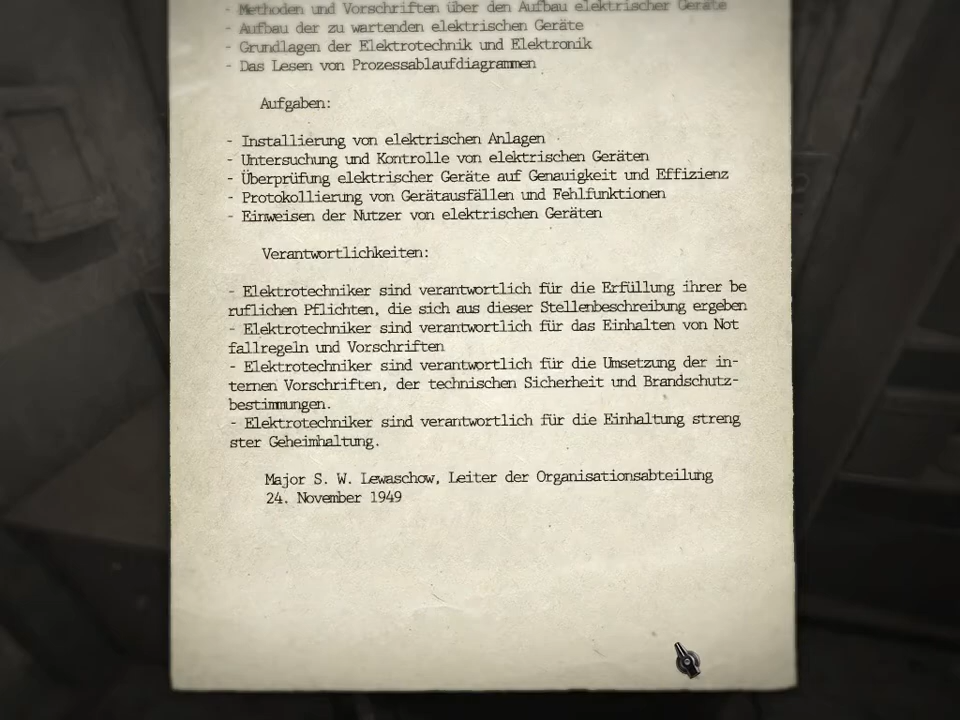 - Methoden und Vorschriften über den Aufbau elektrischer Geräte
- Aufbau der zu wartenden elektrischen Geräte
- Grundlagen der Elektrotechnik und Elektronik
- Das Lesen von Prozessablaufdiagrammen
Aufgaben:
- Installierung von elektrischen Anlagen
- Untersuchung und Kontrolle von elektrischen Geräten
- Überprüfung elektrischer Geräte auf Genauigkeit und Effizienz
- Protokollierung von Gerätausfällen und Fehlfunktionen
- Einweisen der Nutzer von elektrischen Geräten
Verantwortlichkeiten:
- Elektrotechniker sind verantwortlich für die Erfüllung ihrer be
ruflichen Pflichten, die sich aus dieser Stellenbeschreibung ergeben
- Elektrotechniker sind verantwortlich für das Einhalten von Not
fallregeln und Vorschriften
- Elektrotechniker sind verantwortlich für die Umsetzung der in-
ternen Vorschriften, der technischen Sicherheit und Brandschutz-
bestimmungen.
- Elektrotechniker sind verantwortlich für die Einhaltung streng
ster Geheimhaltung.
Major S. W. Lewaschow, Leiter der Organisationsabteilung
24. November 1949